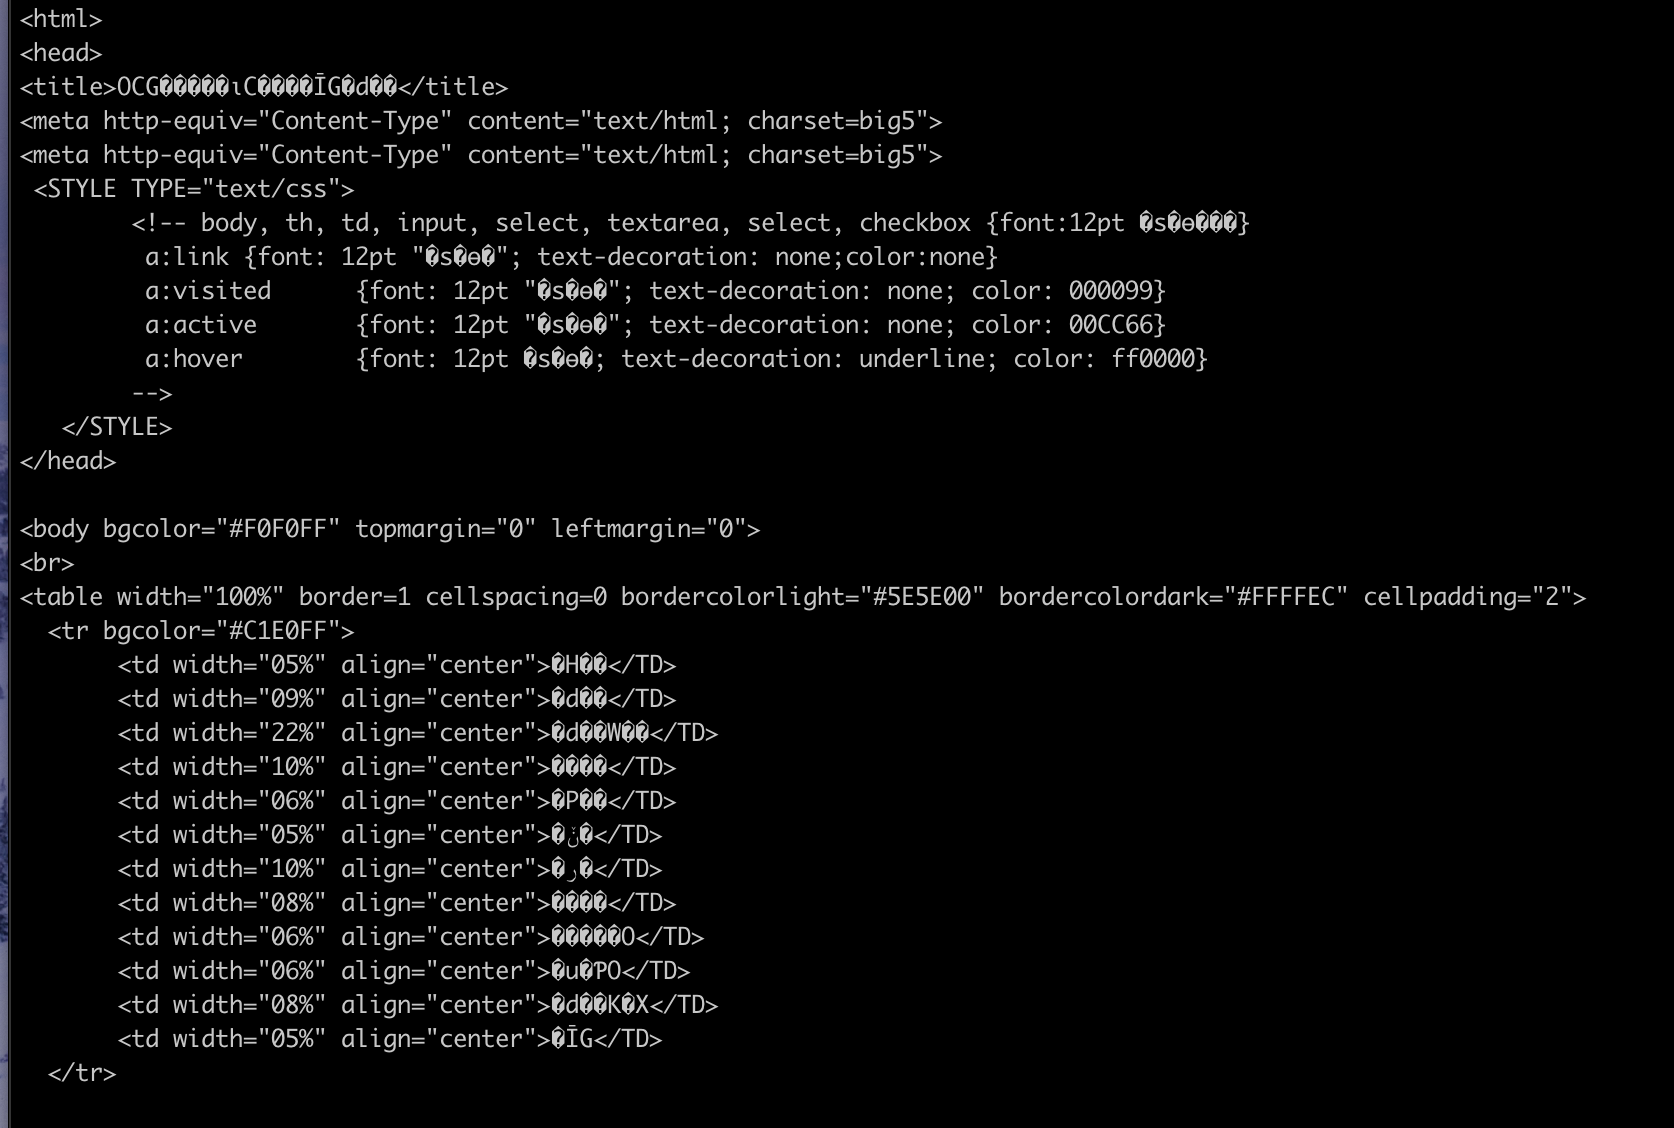 <html>
<head>
<title>OCG�����ıC����ĪG�d��</title>
<meta http-equiv="Content-Type" content="text/html; charset=big5">
<meta http-equiv="Content-Type" content="text/html; charset=big5">
<STYLE TYPE="text/css">
<!-- body, th, td, input, select, textarea, select, checkbox {font:12pt �s�ө���}
a:link {font: 12pt "�s�ө�"; text-decoration: none;color:none}
a:visited {font: 12pt "�s�ө�"; text-decoration: none; color: 000099}
a:active {font: 12pt "�s�ө�"; text-decoration: none; color: 00CC66}
a:hover {font: 12pt �s�ө�; text-decoration: underline; color: ff0000}
-->
</STYLE>
</head>
<body bgcolor="#F0F0FF" topmargin="0" leftmargin="0">
<br>
<table width="100%" border=1 cellspacing=0 bordercolorlight="#5E5E00" bordercolordark="#FFFFEC" cellpadding="2">
<tr bgcolor="#C1E0FF">
<td width="05%" align="center">�H��</TD>
<td width="09%" align="center">�d��</TD>
<td width="22%" align="center">�d��W��</TD>
<td width="10%" align="center">����</TD>
<td width="06%" align="center">�P��</TD>
<td width="05%" align="center">�ݩ�</TD>
<td width="10%" align="center">�ر�</TD>
<td width="08%" align="center">����</TD>
<td width="06%" align="center">�����O</TD>
<td width="06%" align="center">�u�ƤO</TD>
<td width="08%" align="center">�d��K�X</TD>
<td width="05%" align="center">�ĪG</TD>
</tr>